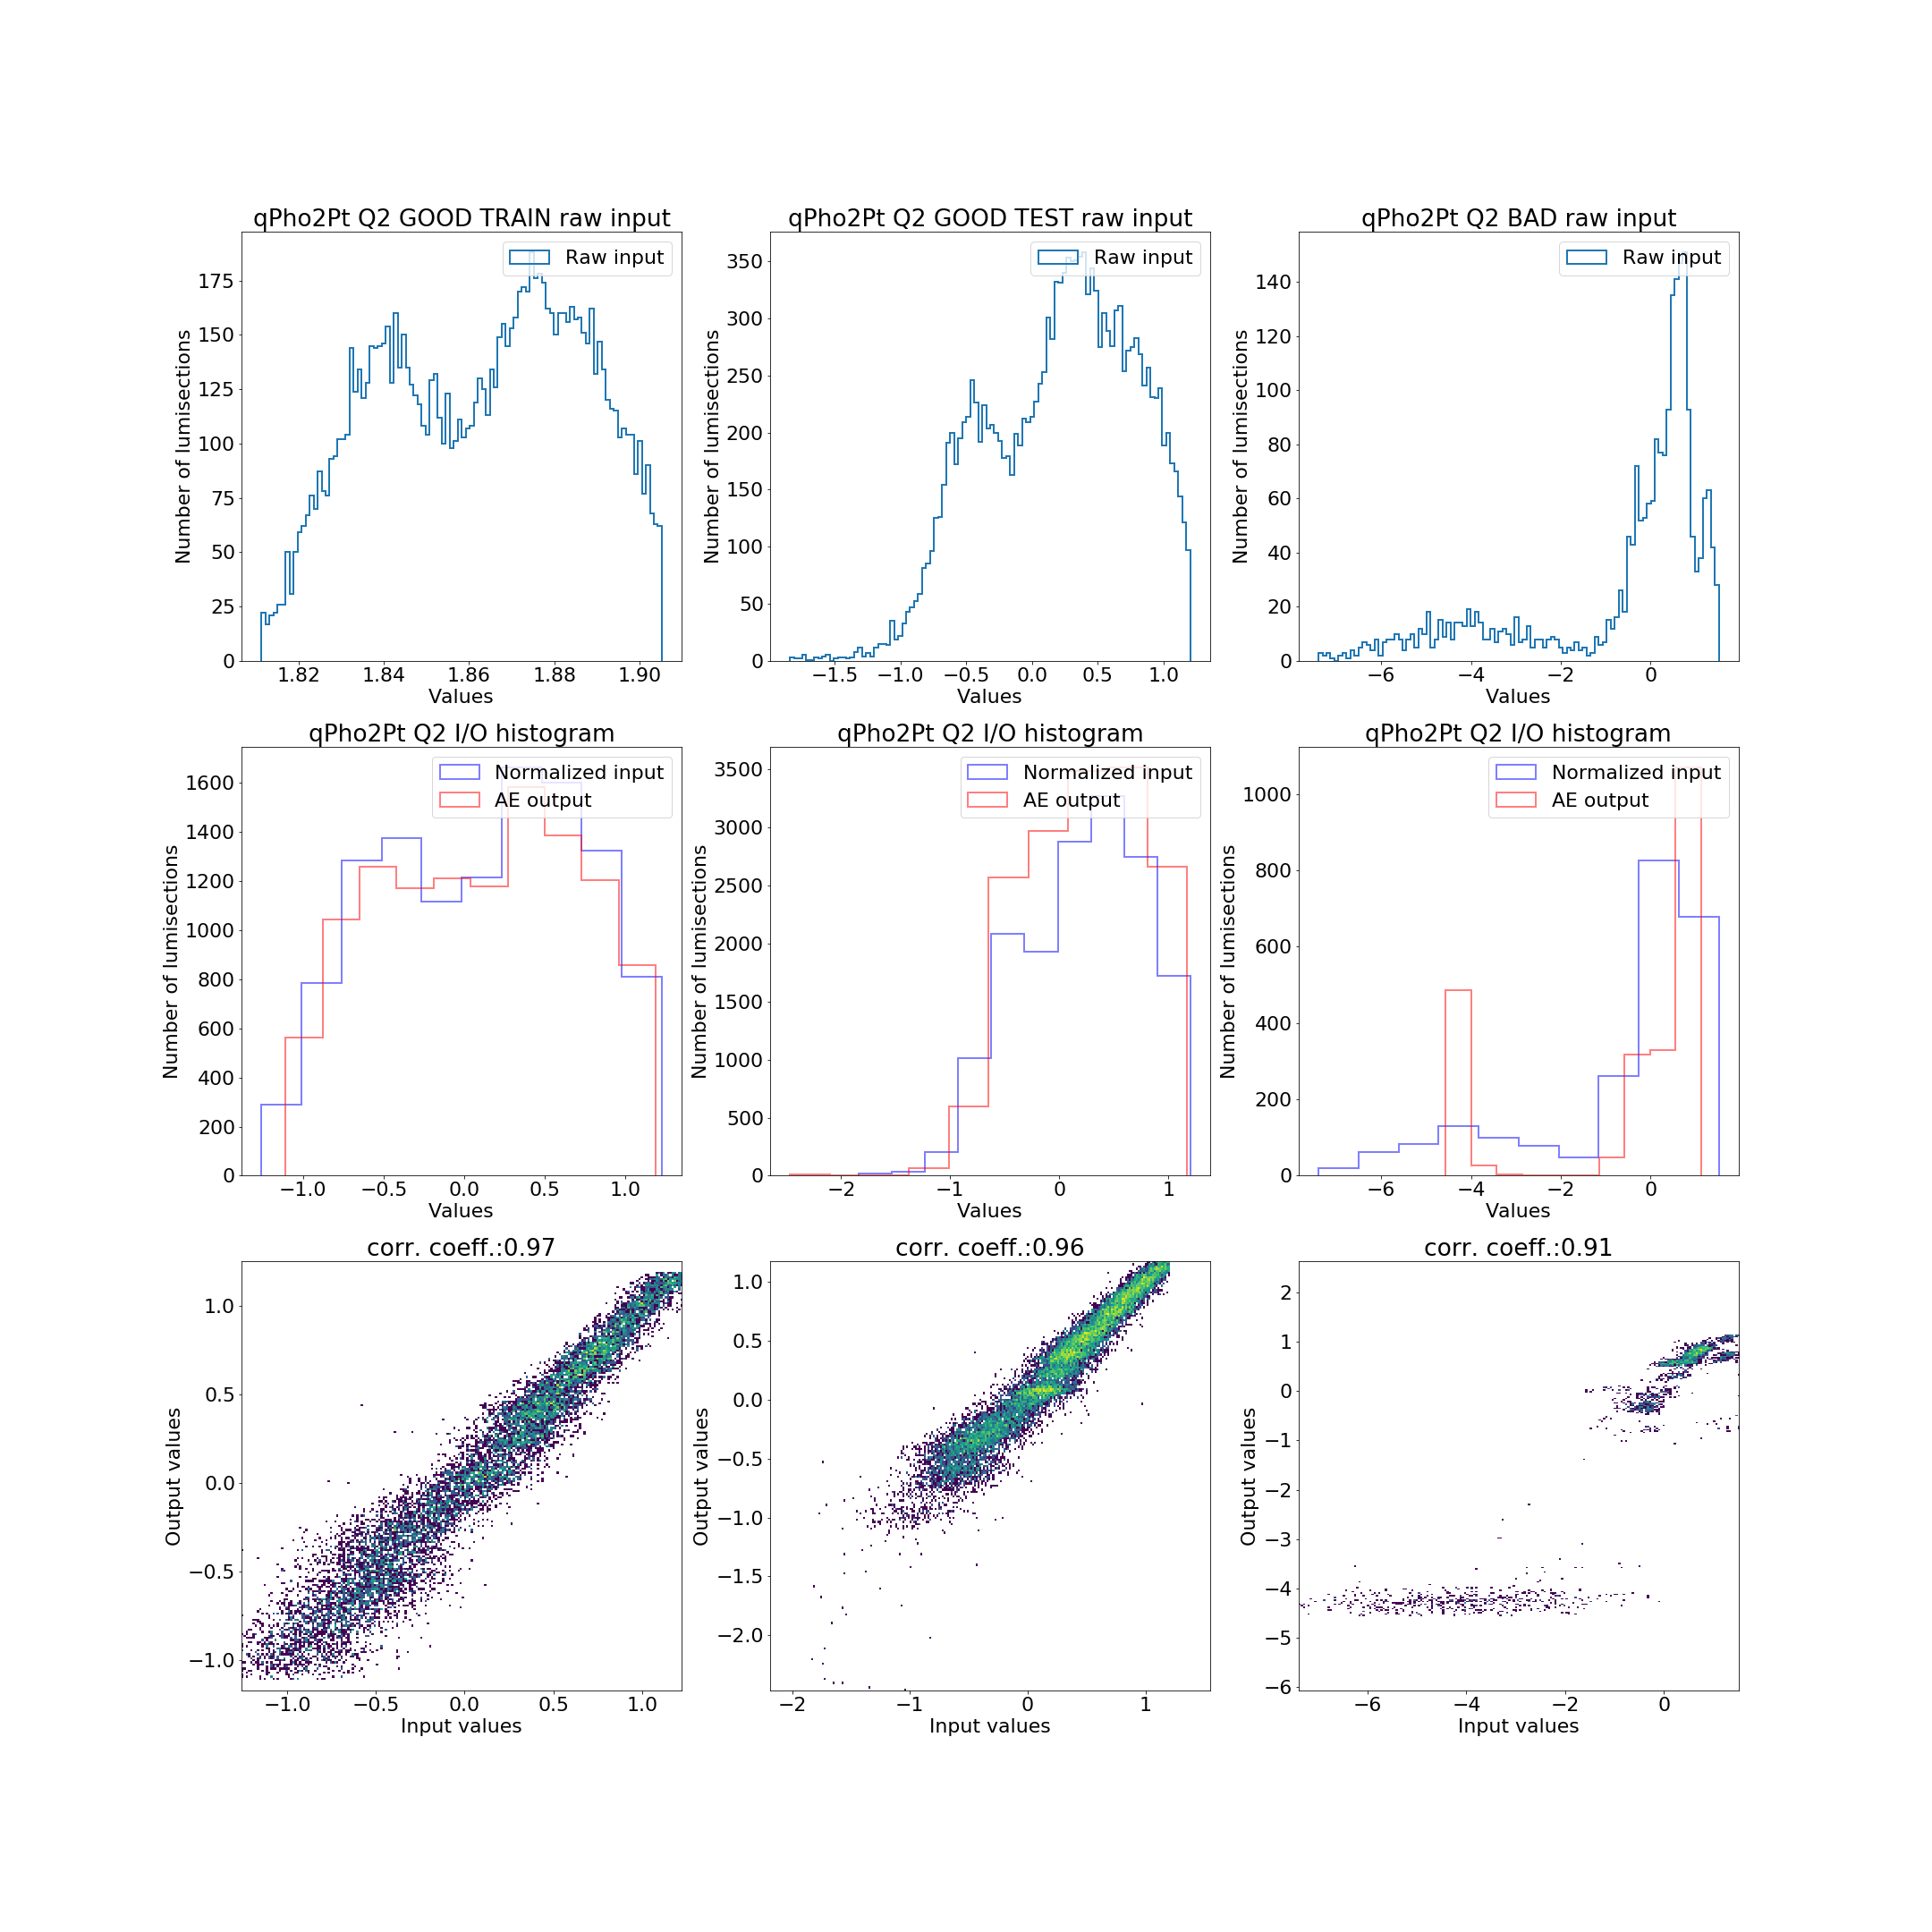 qPho2Pt Q2 GOOD TRAIN raw input
Raw input
Number of lumisections
175
150
125
100
75
50
25
0
1.82 1.84 1.86 1.88 1.90
Values
qPho2Pt Q2 GOOD TEST raw input
Raw input
Number of lumisections
350
300
250
200
150
100
50
0
−1.5 −1.0 −0.5 0.0 0.5 1.0
Values
qPho2Pt Q2 BAD raw input
Raw input
Number of lumisections
140
120
100
80
60
40
20
0
−6 −4 −2 0
Values
qPho2Pt Q2 I/O histogram
Normalized input
AE output
Number of lumisections
1600
1400
1200
1000
800
600
400
200
0
−1.0 −0.5 0.0 0.5 1.0
Values
qPho2Pt Q2 I/O histogram
Normalized input
AE output
Number of lumisections
3500
3000
2500
2000
1500
1000
500
0
−2 −1 0 1
Values
qPho2Pt Q2 I/O histogram
Normalized input
AE output
Number of lumisections
1000
800
600
400
200
0
−6 −4 −2 0
Values
corr. coeff.:0.97
Output values
1.0
0.5
0.0
−0.5
−1.0
−1.0 −0.5 0.0 0.5 1.0
Input values
corr. coeff.:0.96
Output values
1.0
0.5
0.0
−0.5
−1.0
−1.5
−2.0
−2 −1 0 1
Input values
corr. coeff.:0.91
Output values
2
1
0
−1
−2
−3
−4
−5
−6
−6 −4 −2 0
Input values